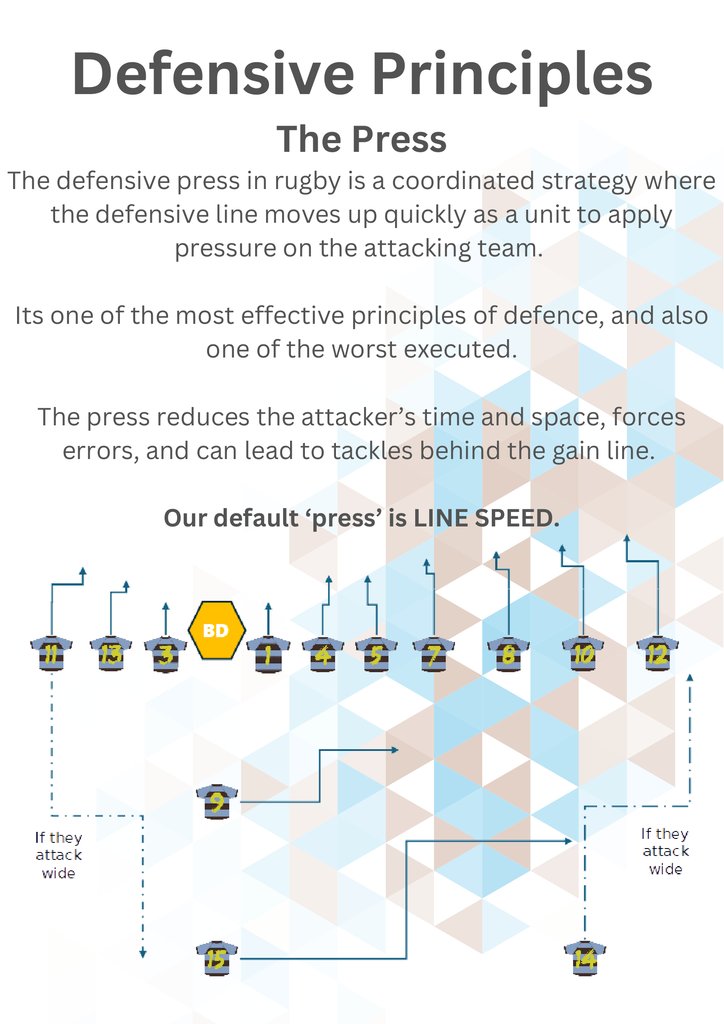 Defensive Principles
The Press
The defensive press in rugby is a coordinated strategy where
the defensive line moves up quickly as a unit to apply
pressure on the attacking team.
Its one of the most effective principles of defence, and also
one of the worst executed.
The press reduces the attacker’s time and space, forces
errors, and can lead to tackles behind the gain line.
Our default ‘press’ is LINE SPEED.
11 13 3 BD 1 4 5 7 8 10 12
9
If they
attack
wide
If they
attack
wide
15 14